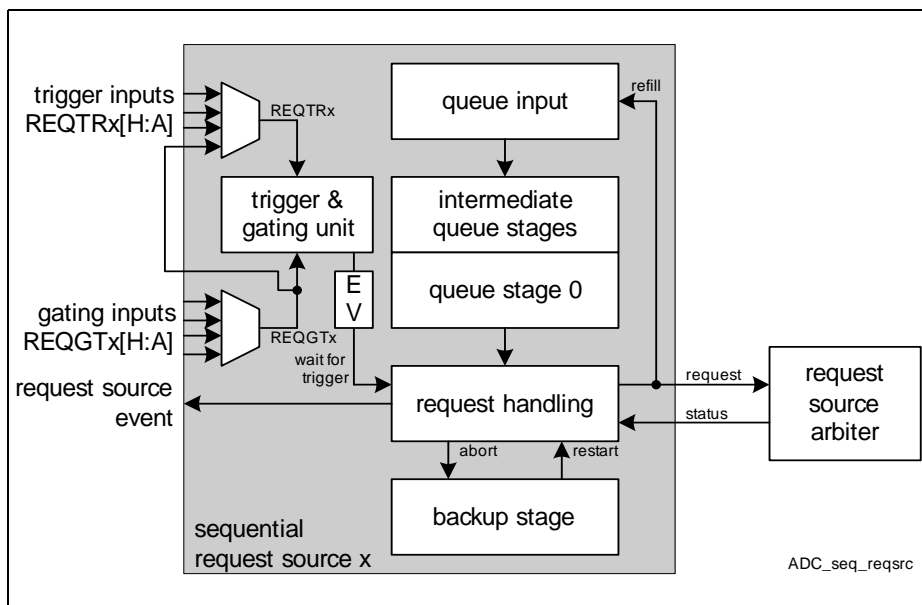 trigger inputs
REQTRx[H:A]
REQTRx
queue input
refill
trigger &
gating unit
intermediate
queue stages
queue stage 0
E
V
gating inputs
REQGTx[H:A]
REQGTx
wait for
trigger
request source
event
request handling
request
status
request
source
arbiter
abort
restart
backup stage
sequential
request source x
ADC_seq_reqsrc